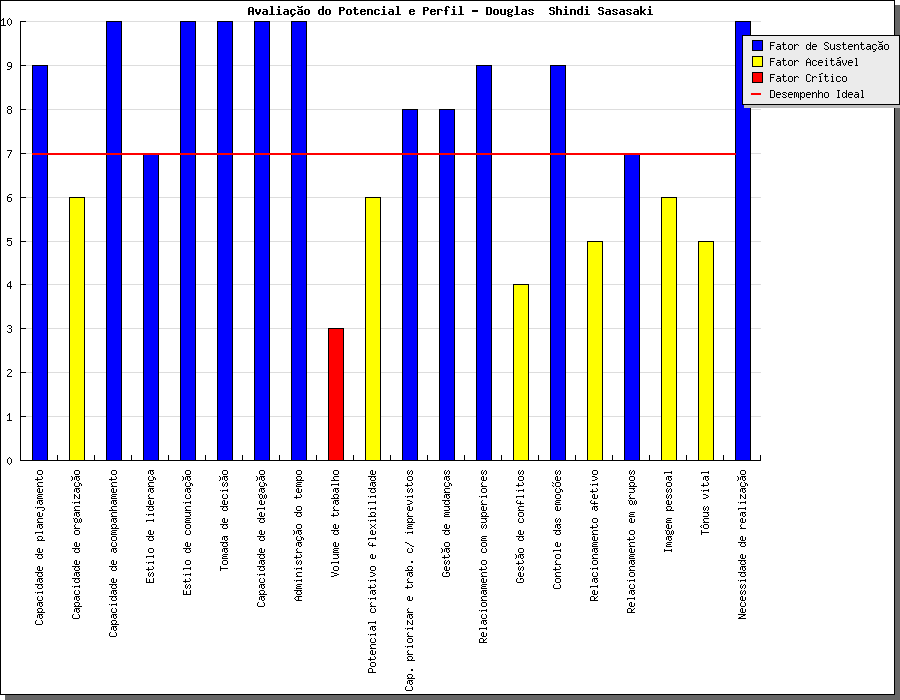 Avaliação do Potencial e Perfil - Douglas  Shindi Sasasaki
10
9
8
7
6
5
4
3
2
1
0
Fator de Sustentação
Fator Aceitável
Fator Crítico
Desempenho Ideal
Capacidade de planejamento
Capacidade de organização
Capacidade de acompanhamento
Estilo de liderança
Estilo de comunicação
Tomada de decisão
Capacidade de delegação
Administração do tempo
Volume de trabalho
Potencial criativo e flexibilidade
Cap. priorizar e trab. c/ imprevistos
Gestão de mudanças
Relacionamento com superiores
Gestão de conflitos
Controle das emoções
Relacionamento afetivo
Relacionamento em grupos
Imagem pessoal
Tônus vital
Necessidade de realização